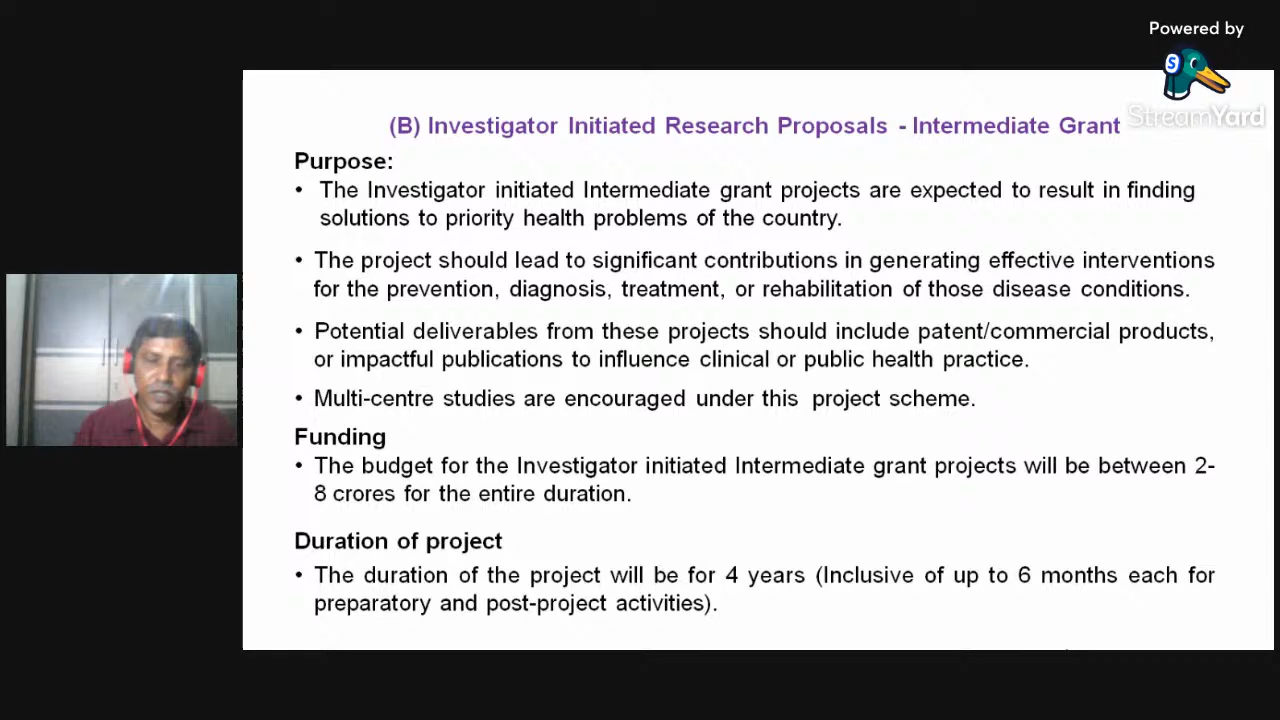 Powered by
S
StreamYard
(B) Investigator Initiated Research Proposals - Intermediate Grant
Purpose:
• The Investigator initiated Intermediate grant projects are expected to result in finding
solutions to priority health problems of the country.
• The project should lead to significant contributions in generating effective interventions
for the prevention, diagnosis, treatment, or rehabilitation of those disease conditions.
• Potential deliverables from these projects should include patent/commercial products,
or impactful publications to influence clinical or public health practice.
• Multi-centre studies are encouraged under this project scheme.
Funding
• The budget for the Investigator initiated Intermediate grant projects will be between 2-
8 crores for the entire duration.
Duration of project
• The duration of the project will be for 4 years (Inclusive of up to 6 months each for
preparatory and post-project activities).